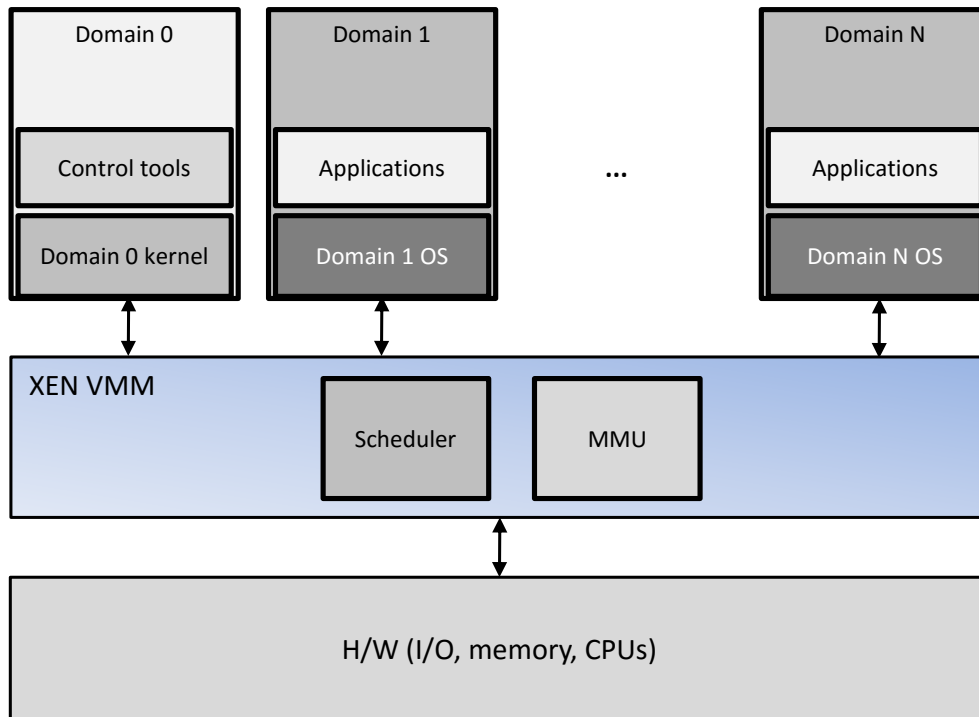 Domain 0
Domain 1
Domain N
Control tools
Applications
...
Applications
Domain 0 kernel
Domain 1 OS
Domain N OS
XEN VMM
Scheduler
MMU
H/W (I/O, memory, CPUs)